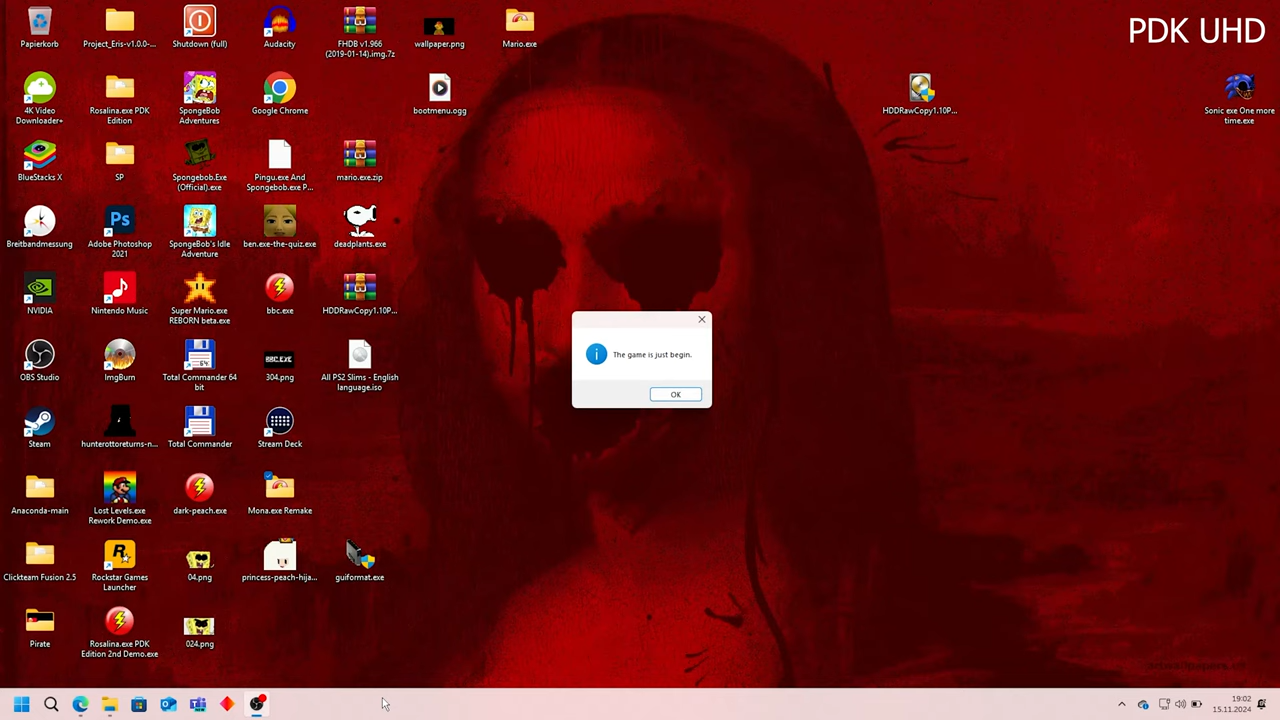 PDK UHD
Papierkorb
Project_Eris-v1.0.0-...
Shutdown (full)
Audacity
FHDB v1.966
(2019-01-14).img.7z
wallpaper.png
Mario.exe
4K Video
Downloader+
Rosalina.exe PDK
Edition
SpongeBob
Adventures
Google Chrome
bootmenu.ogg
HDDRawCopy1.10P...
Sonic exe One more
time.exe
BlueStacks X
SP
Spongebob.Exe
(Official).exe
Pingu.exe And
Spongebob.exe P...
mario.exe.zip
Breitbandmessung
Ps
Adobe Photoshop
2021
SpongeBob's Idle
Adventure
ben.exe-the-quiz.exe
deadplants.exe
NVIDIA
Nintendo Music
Super Mario.exe
REBORN beta.exe
bbc.exe
HDDRawCopy1.10P...
The game is just begin.
OK
OBS Studio
ImgBurn
64
Total Commander 64
bit
BBC.EXE
304.png
All PS2 Slims - English
language.iso
Steam
hunterottoreturns-n...
Total Commander
Stream Deck
Anaconda-main
Lost Levels.exe
Rework Demo.exe
dark-peach.exe
Mona.exe Remake
Clickteam Fusion 2.5
R
Rockstar Games
Launcher
04.png
princess-peach-hija...
guiformat.exe
Pirate
Rosalina.exe PDK
Edition 2nd Demo.exe
024.png
19:02
15.11.2024